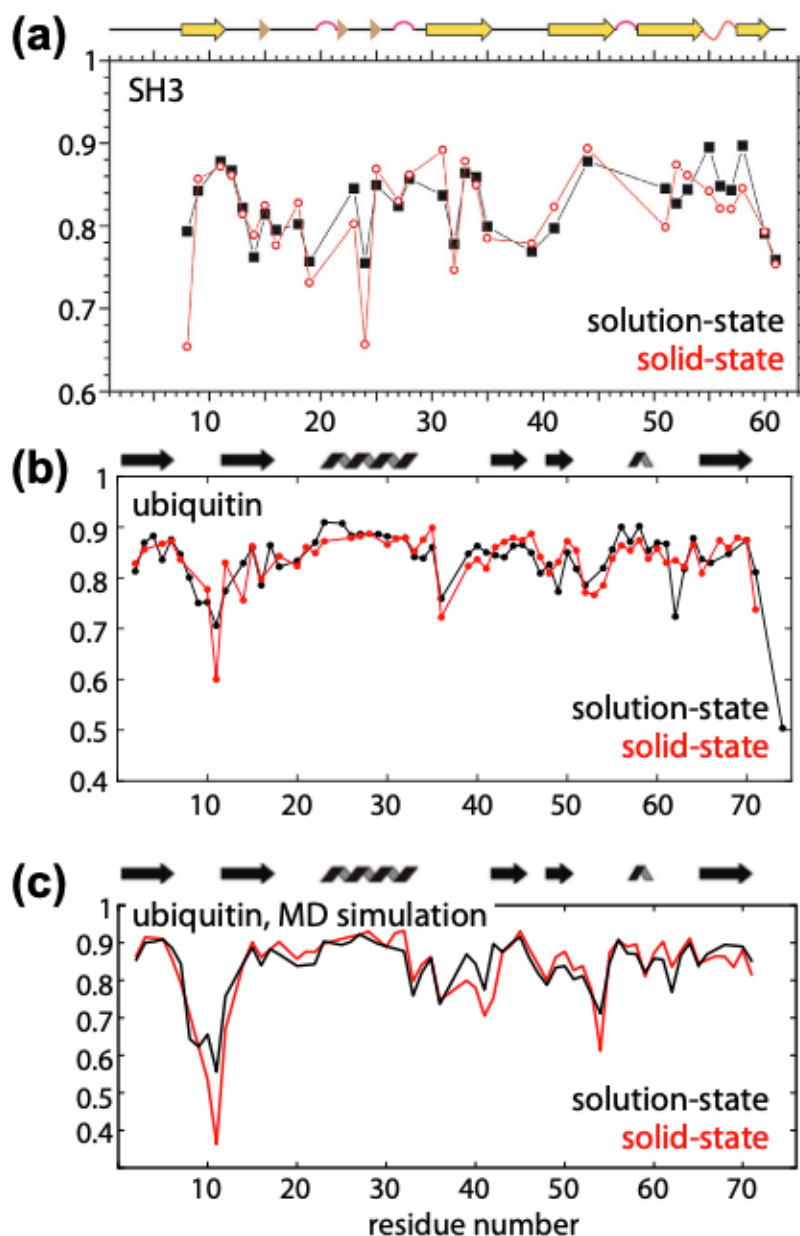 (a)
1
SH3
0.9
0.8
solution-state
0.7
solid-state
0.6
10 20 30 40 50 60
(b)
1
ubiquitin
0.9
0.8
0.7
0.6
solution-state
0.5
solid-state
0.4
10 20 30 40 50 60 70
(c)
1
ubiquitin, MD simulation
0.9
0.8
0.7
0.6
0.5
solution-state
0.4
solid-state
10 20 30 40 50 60 70
residue number